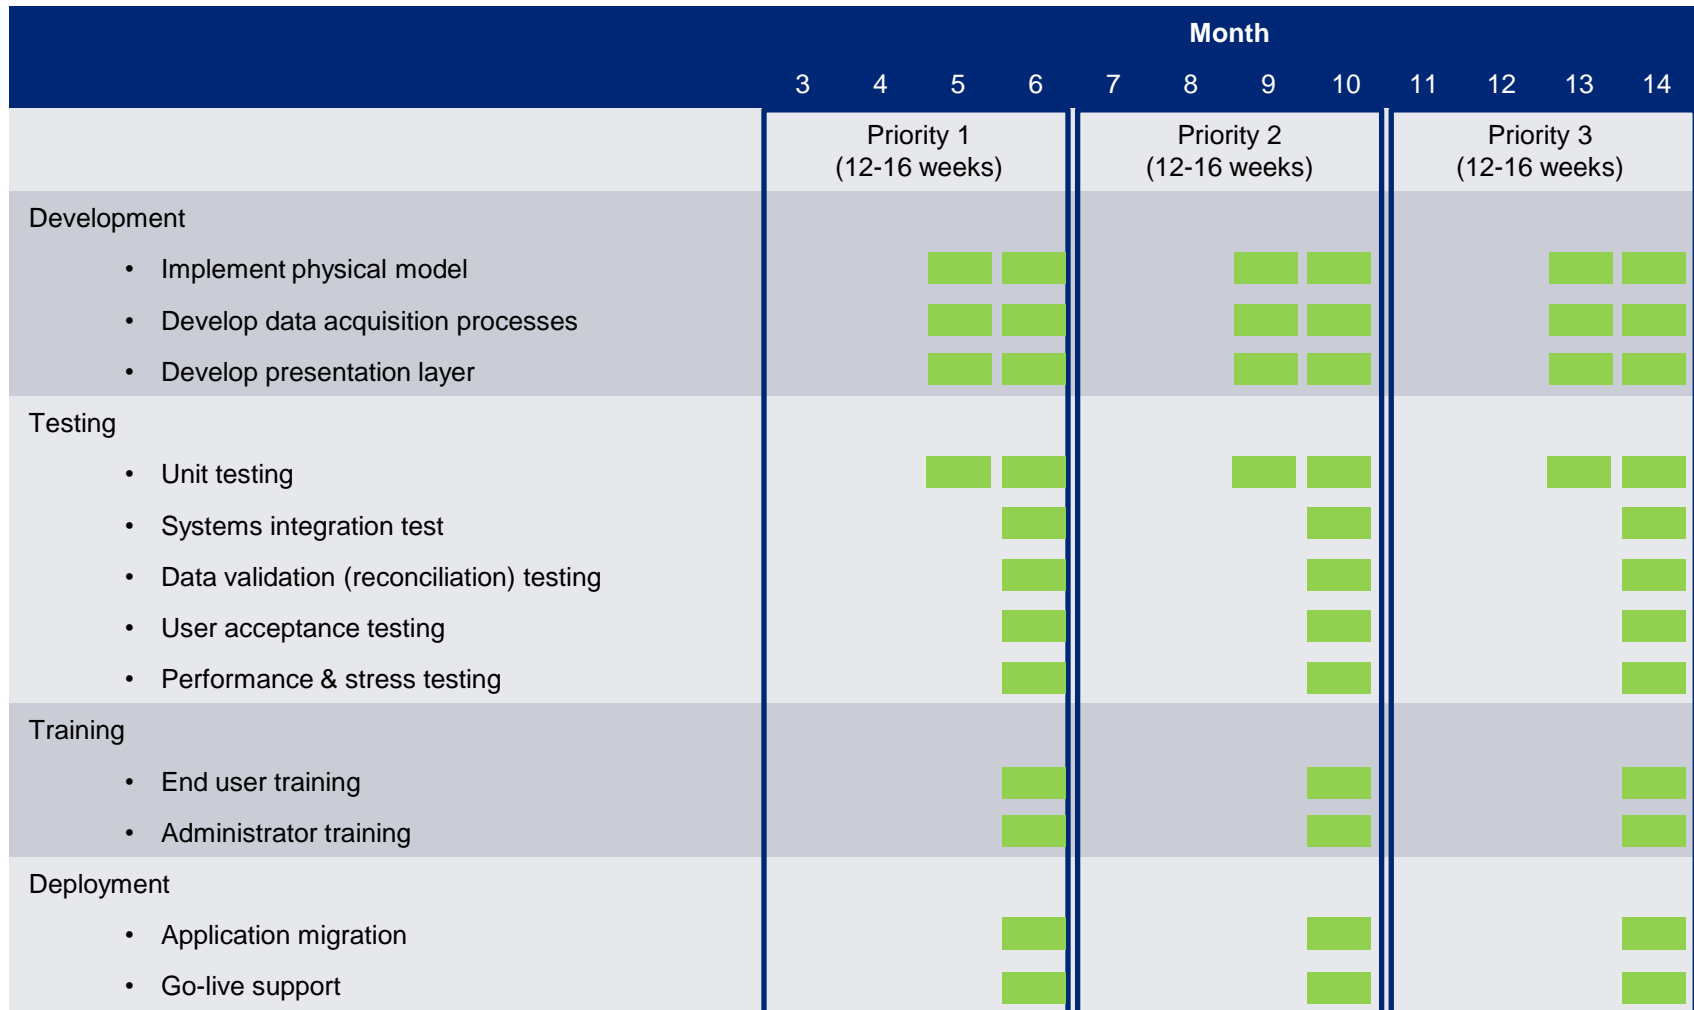 Month
3 4 5 6 7 8 9 10 11 12 13 14
Priority 1 Priority 2 Priority 3
(12-16 weeks) (12-16 weeks) (12-16 weeks)
Development
• Implement physical model
• Develop data acquisition processes
• Develop presentation layer
Testing
• Unit testing
• Systems integration test
• Data validation (reconciliation) testing
• User acceptance testing
• Performance & stress testing
Training
• End user training
• Administrator training
Deployment
• Application migration
• Go-live support